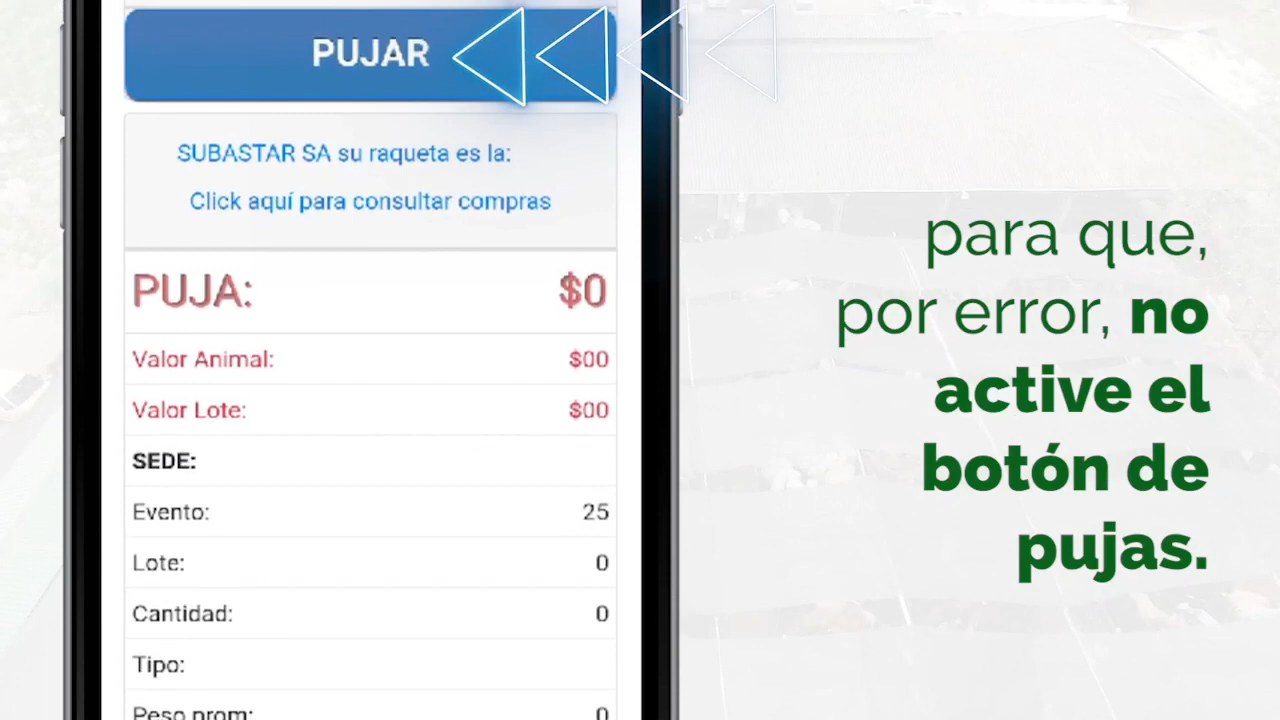 PUJAR
SUBASTAR SA su raqueta es la:
Click aquí para consultar compras
PUJA: $0
Valor Animal: $00
Valor Lote: $00
SEDE:
Evento: 25
Lote: 0
Cantidad: 0
Tipo:
Peso prom: 0
para que,
por error, no
active el
botón de
pujas.